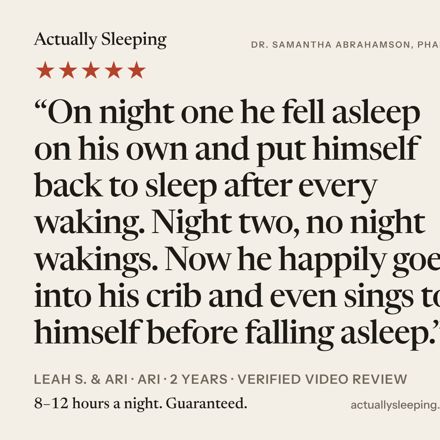 Actually Sleeping
DR. SAMANTHA ABRAHAMSON,
“On night one he fell asleep
on his own and put himself
back to sleep after every
waking. Night two, no night
wakings. Now he happily
into his crib and even sings
himself before falling asleep.”
LEAH S. & ARI · ARI · 2 YEARS · VERIFIED VIDEO REVIEW
8–12 hours a night. Guaranteed.
actuallysleeping.